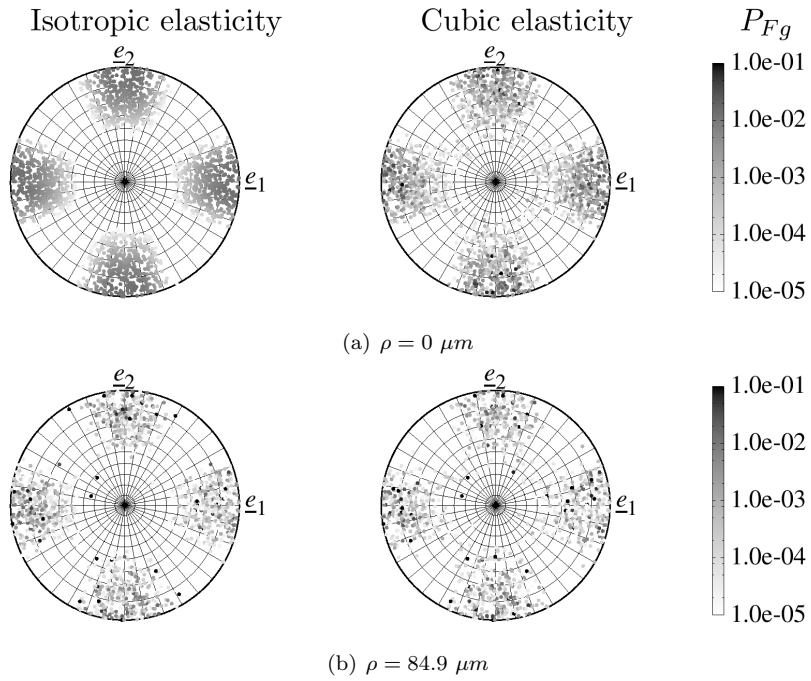 Isotropic elasticity Cubic elasticity P_{Fg}
e_2 e_2 1.0e-01
1.0e-02
e_1 e_1 1.0e-03
1.0e-04
1.0e-05
(a) ρ = 0 μm
e_2 e_2 1.0e-01
1.0e-02
e_1 e_1 1.0e-03
1.0e-04
1.0e-05
(b) ρ = 84.9 μm